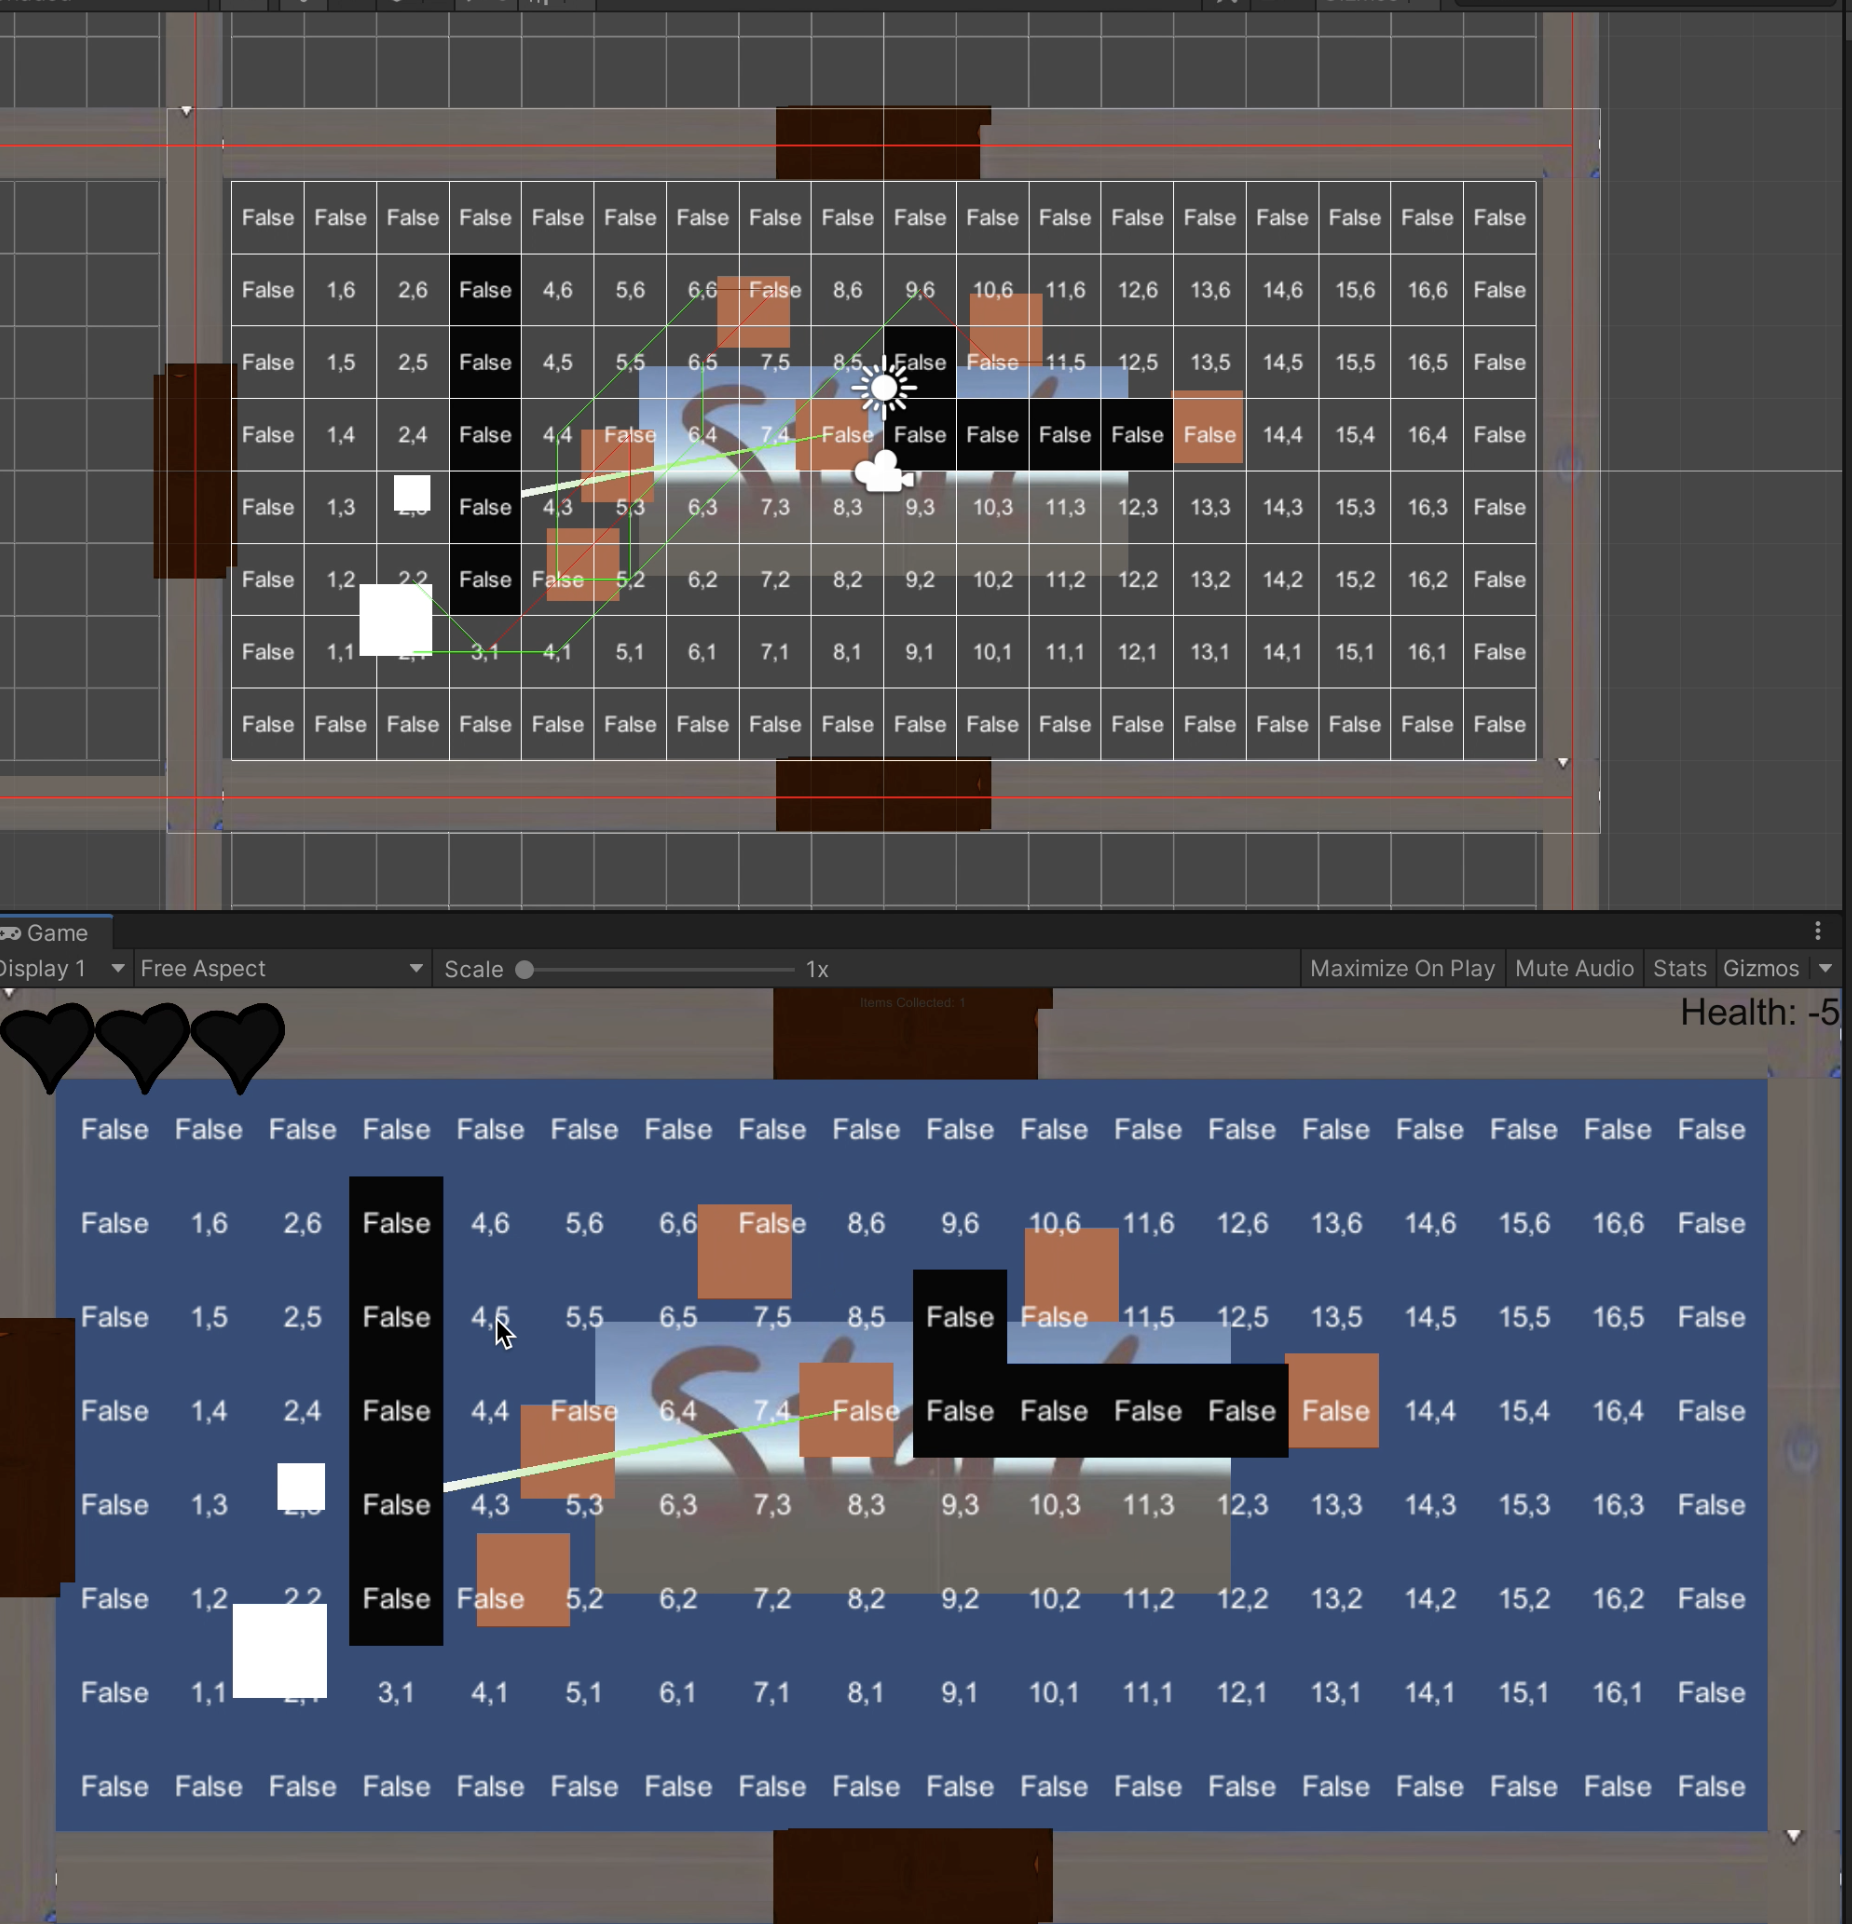 False False False False False False False False False False False False False False False False False False
False 1,6 2,6 False 4,6 5,6 6,6 False 8,6 9,6 10,6 11,6 12,6 13,6 14,6 15,6 16,6 False
False 1,5 2,5 False 4,5 5,5 6,5 7,5 8,5 False False 11,5 12,5 13,5 14,5 15,5 16,5 False
False 1,4 2,4 False 4,4 False 6,4 7,4 False False False False False False 14,4 15,4 16,4 False
False 1,3 False 4,3 5,3 6,3 7,3 8,3 9,3 10,3 11,3 12,3 13,3 14,3 15,3 16,3 False
False 1,2 2,2 False False 5,2 6,2 7,2 8,2 9,2 10,2 11,2 12,2 13,2 14,2 15,2 16,2 False
False 1,1 3,1 4,1 5,1 6,1 7,1 8,1 9,1 10,1 11,1 12,1 13,1 14,1 15,1 16,1 False
False False False False False False False False False False False False False False False False False False
Game
Display 1 Free Aspect Scale 1x Maximize On Play Mute Audio Stats Gizmos
Items Collected: 1
Health: -5
False False False False False False False False False False False False False False False False False False
False 1,6 2,6 False 4,6 5,6 6,6 False 8,6 9,6 10,6 11,6 12,6 13,6 14,6 15,6 16,6 False
False 1,5 2,5 False 4,5 5,5 6,5 7,5 8,5 False False 11,5 12,5 13,5 14,5 15,5 16,5 False
False 1,4 2,4 False 4,4 False 6,4 7,4 False False False False False False 14,4 15,4 16,4 False
False 1,3 False 4,3 5,3 6,3 7,3 8,3 9,3 10,3 11,3 12,3 13,3 14,3 15,3 16,3 False
False 1,2 2,2 False False 5,2 6,2 7,2 8,2 9,2 10,2 11,2 12,2 13,2 14,2 15,2 16,2 False
False 1,1 3,1 4,1 5,1 6,1 7,1 8,1 9,1 10,1 11,1 12,1 13,1 14,1 15,1 16,1 False
False False False False False False False False False False False False False False False False False False